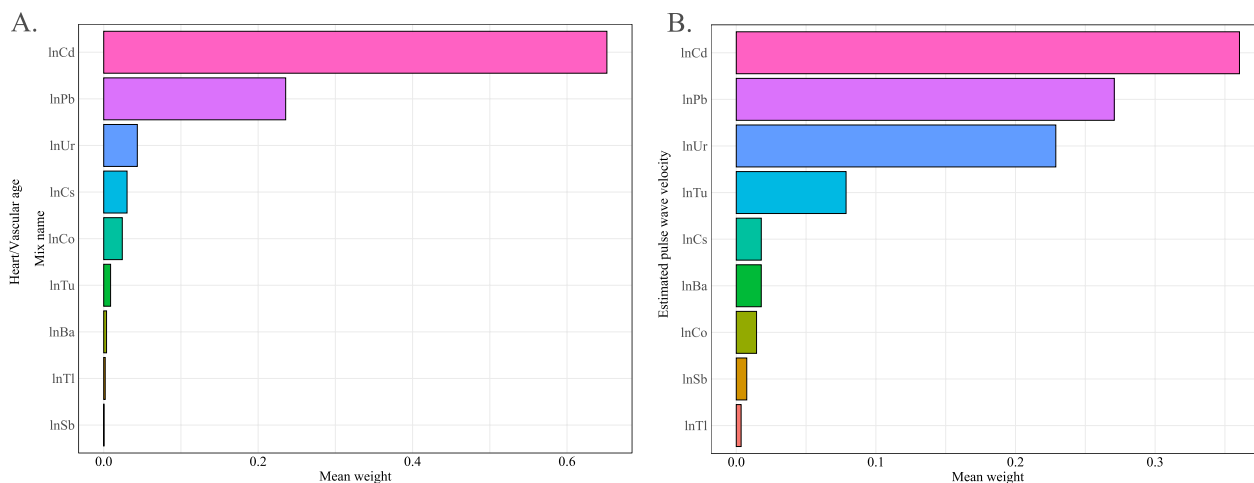 A.
Heart/Vascular age
Mix name
lnCd
lnPb
lnUr
lnCs
lnCo
lnTu
lnBa
lnTl
lnSb
0.0 0.2 0.4 0.6
Mean weight
B.
Estimated pulse wave velocity
lnCd
lnPb
lnUr
lnTu
lnCs
lnBa
lnCo
lnSb
lnTl
0.0 0.1 0.2 0.3
Mean weight